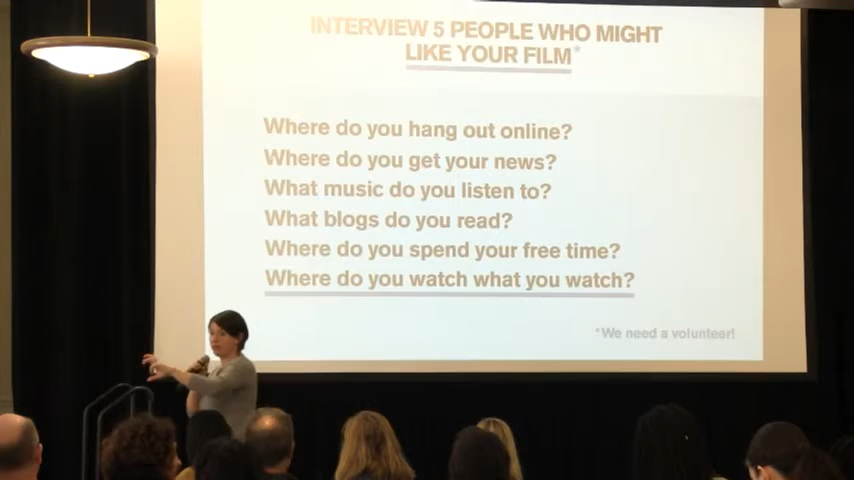 INTERVIEW 5 PEOPLE WHO MIGHT
LIKE YOUR FILM*
Where do you hang out online?
Where do you get your news?
What music do you listen to?
What blogs do you read?
Where do you spend your free time?
Where do you watch what you watch?
*We need a volunteer!